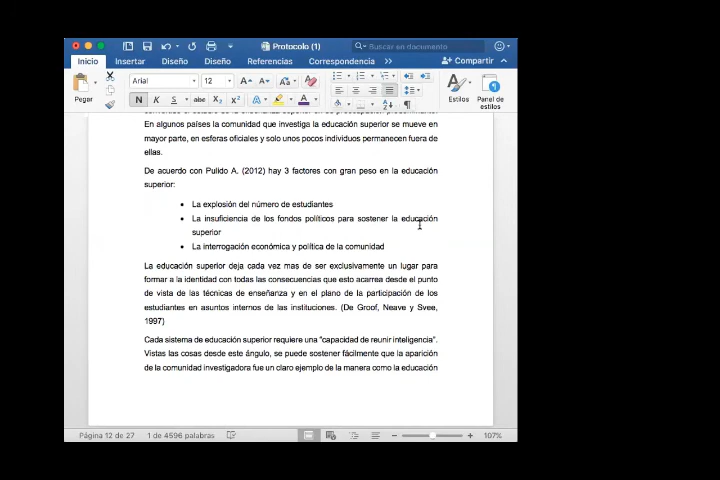 Protocolo (1)
Buscar en documento
Inicio Insertar Diseño Diseño Referencias Correspondencia Compartir
Arial 12
Pegar
N K S abc X2 X2 A A
Estilos Panel de estilos
En algunos países la comunidad que investiga la educación superior se mueve en
mayor parte, en esferas oficiales y solo unos pocos individuos permanecen fuera de
ellas.
De acuerdo con Pulido A. (2012) hay 3 factores con gran peso en la educación
superior:
• La explosión del número de estudiantes
• La insuficiencia de los fondos políticos para sostener la educación
superior
• La interrogación económica y política de la comunidad
La educación superior deja cada vez mas de ser exclusivamente un lugar para
formar a la identidad con todas las consecuencias que esto acarrea desde el punto
de vista de las técnicas de enseñanza y en el plano de la participación de los
estudiantes en asuntos internos de las instituciones. (De Groof, Neave y Svee,
1997)
Cada sistema de educación superior requiere una "capacidad de reunir inteligencia".
Vistas las cosas desde este ángulo, se puede sostener fácilmente que la aparición
de la comunidad investigadora fue un claro ejemplo de la manera como la educación
Página 12 de 27 1 de 4596 palabras 107%